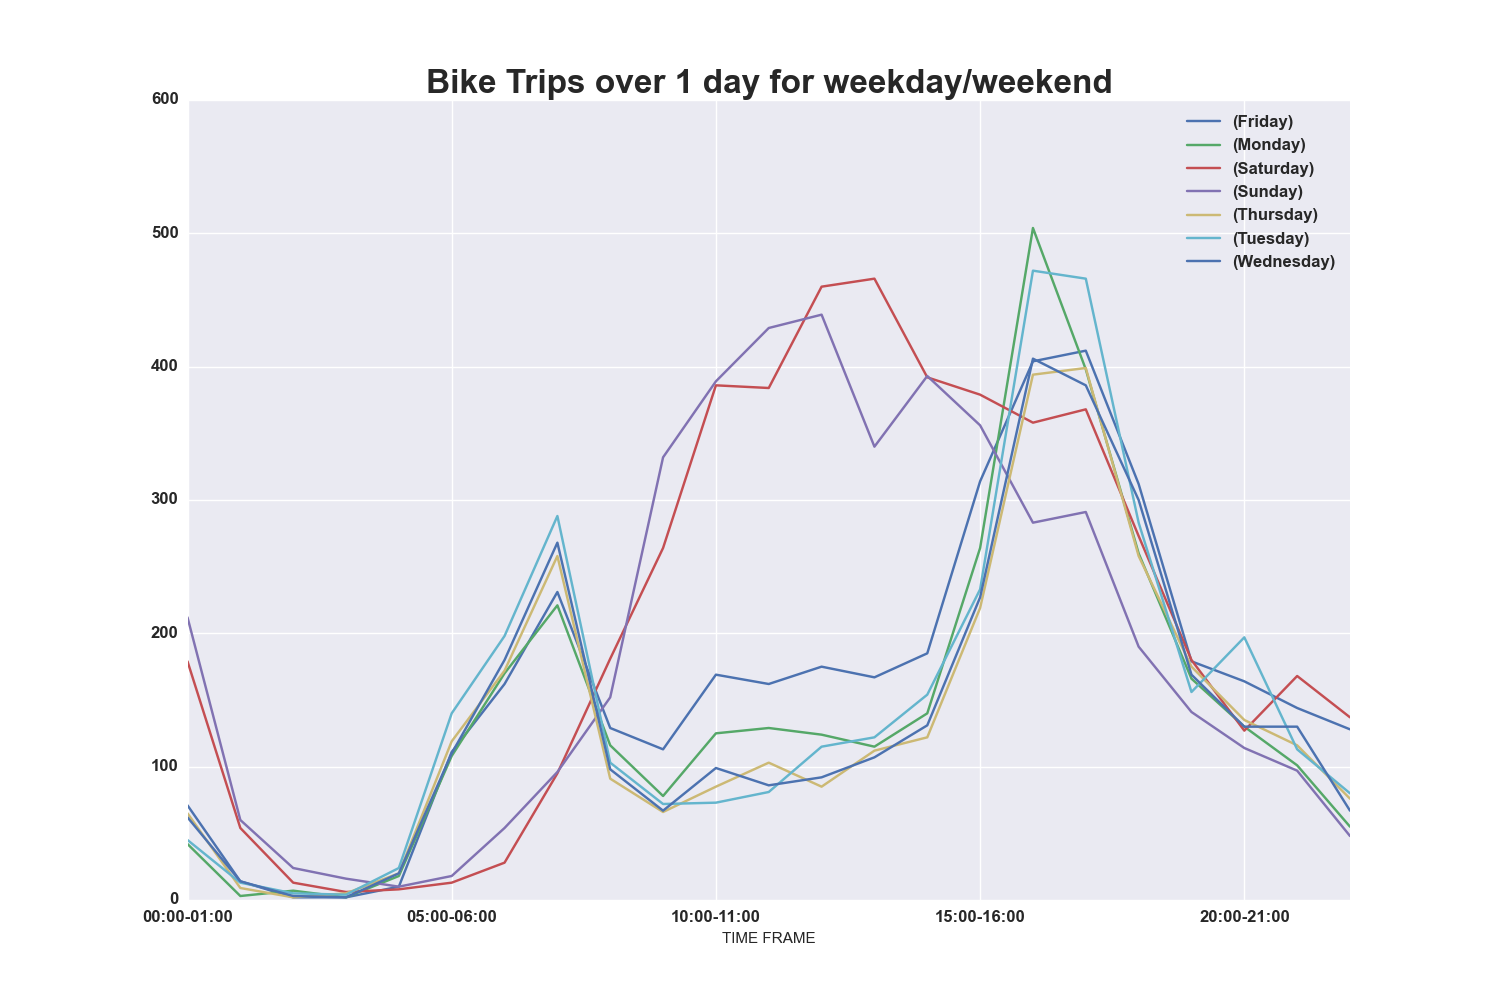 Bike Trips over 1 day for weekday/weekend
600
500
400
300
200
100
0
(Friday)
(Monday)
(Saturday)
(Sunday)
(Thursday)
(Tuesday)
(Wednesday)
00:00-01:00 05:00-06:00 10:00-11:00 15:00-16:00 20:00-21:00
TIME FRAME